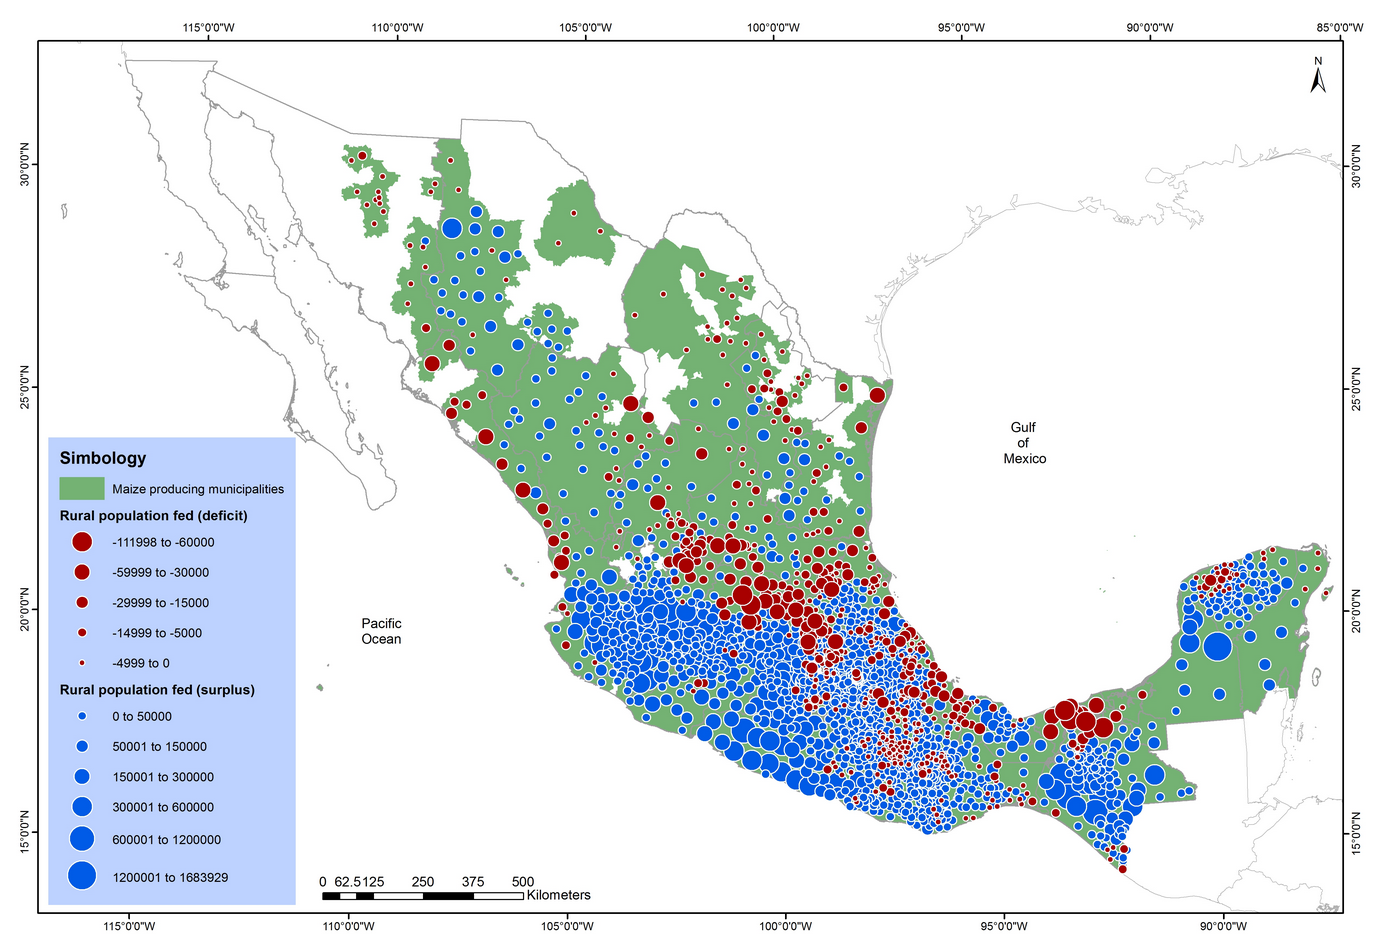 115°0'0"W 110°0'0"W 105°0'0"W 100°0'0"W 95°0'0"W 90°0'0"W 85°0'0"W
N
30°0'0"N 30°0'0"N
25°0'0"N 25°0'0"N
Gulf
of
Mexico
Simbology
Maize producing municipalities
Rural population fed (deficit)
-111998 to -60000
-59999 to -30000
-29999 to -15000
-14999 to -5000
-4999 to 0
Rural population fed (surplus)
0 to 50000
50001 to 150000
150001 to 300000
300001 to 600000
600001 to 1200000
1200001 to 1683929
20°0'0"N 20°0'0"N
Pacific
Ocean
15°0'0"N 15°0'0"N
0 62.5 125 250 375 500
Kilometers
115°0'0"W 110°0'0"W 105°0'0"W 100°0'0"W 95°0'0"W 90°0'0"W